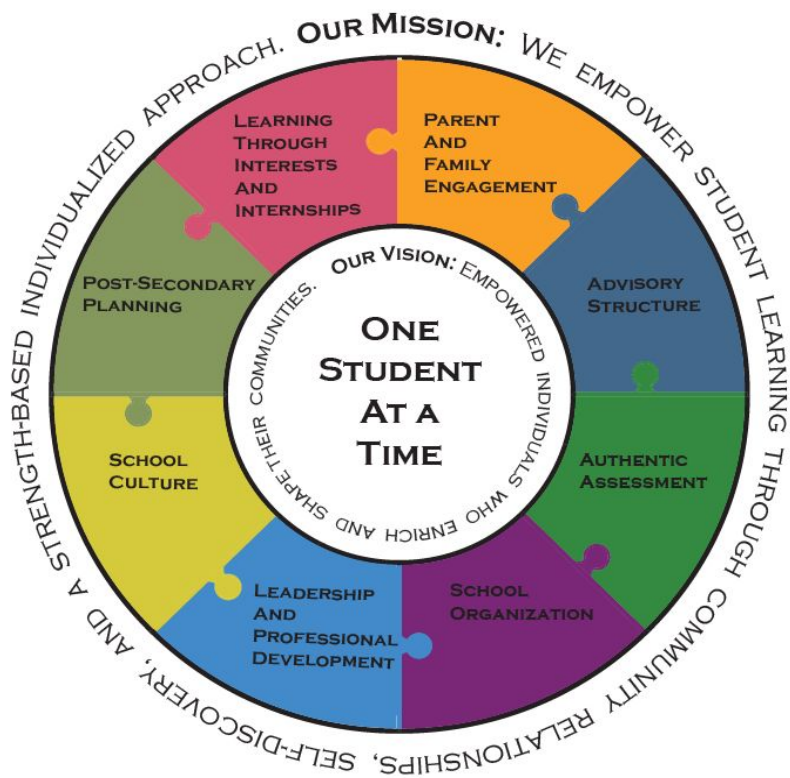 Our Mission: We empower student learning through community relationships, self-discovery, and a strength-based individualized approach.
Learning
Through
Interests
And
Internships
Parent
And
Family
Engagement
Advisory
Structure
Authentic
Assessment
School
Organization
Leadership
And
Professional
Development
School
Culture
Post-Secondary
Planning
Our Vision: Empowered individuals who enrich and shape their communities.
One
Student
At a
Time